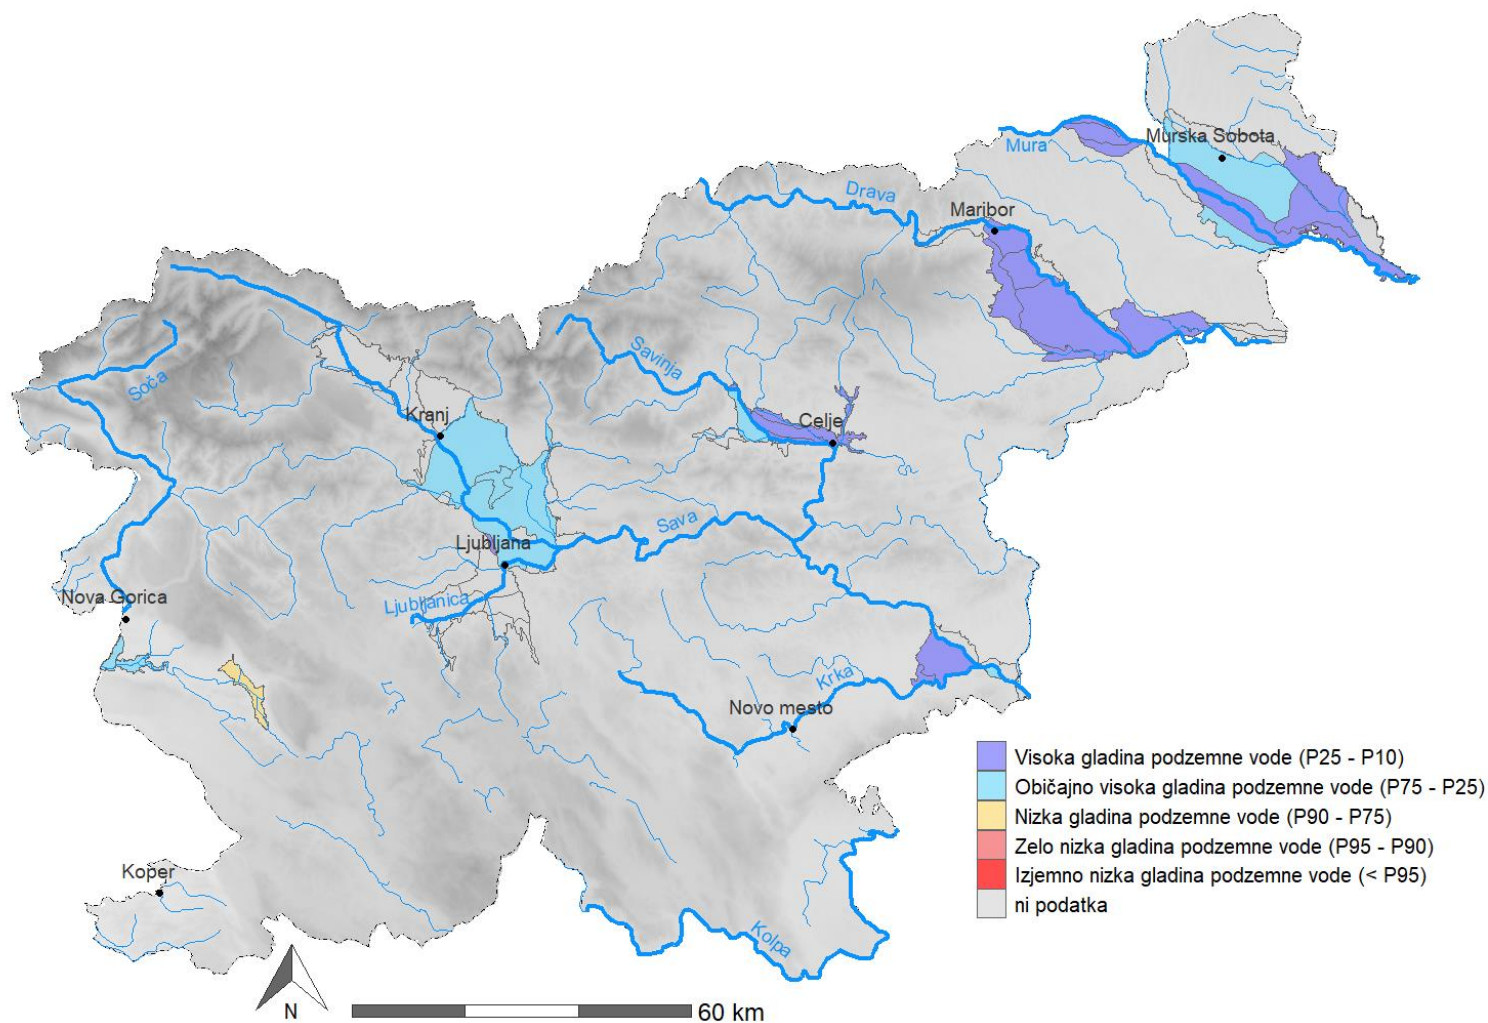 Murska Sobota
Mura
Drava
Maribor
Savinja
Soča
Kranj
Celje
Sava
Ljubljana
Nova Gorica
Ljubljanica
Krka
Novo mesto
Visoka gladina podzemne vode (P25 - P10)
Običajno visoka gladina podzemne vode (P75 - P25)
Nizka gladina podzemne vode (P90 - P75)
Zelo nizka gladina podzemne vode (P95 - P90)
Izjemno nizka gladina podzemne vode (< P95)
ni podatka
Koper
Kolpa
N
60 km